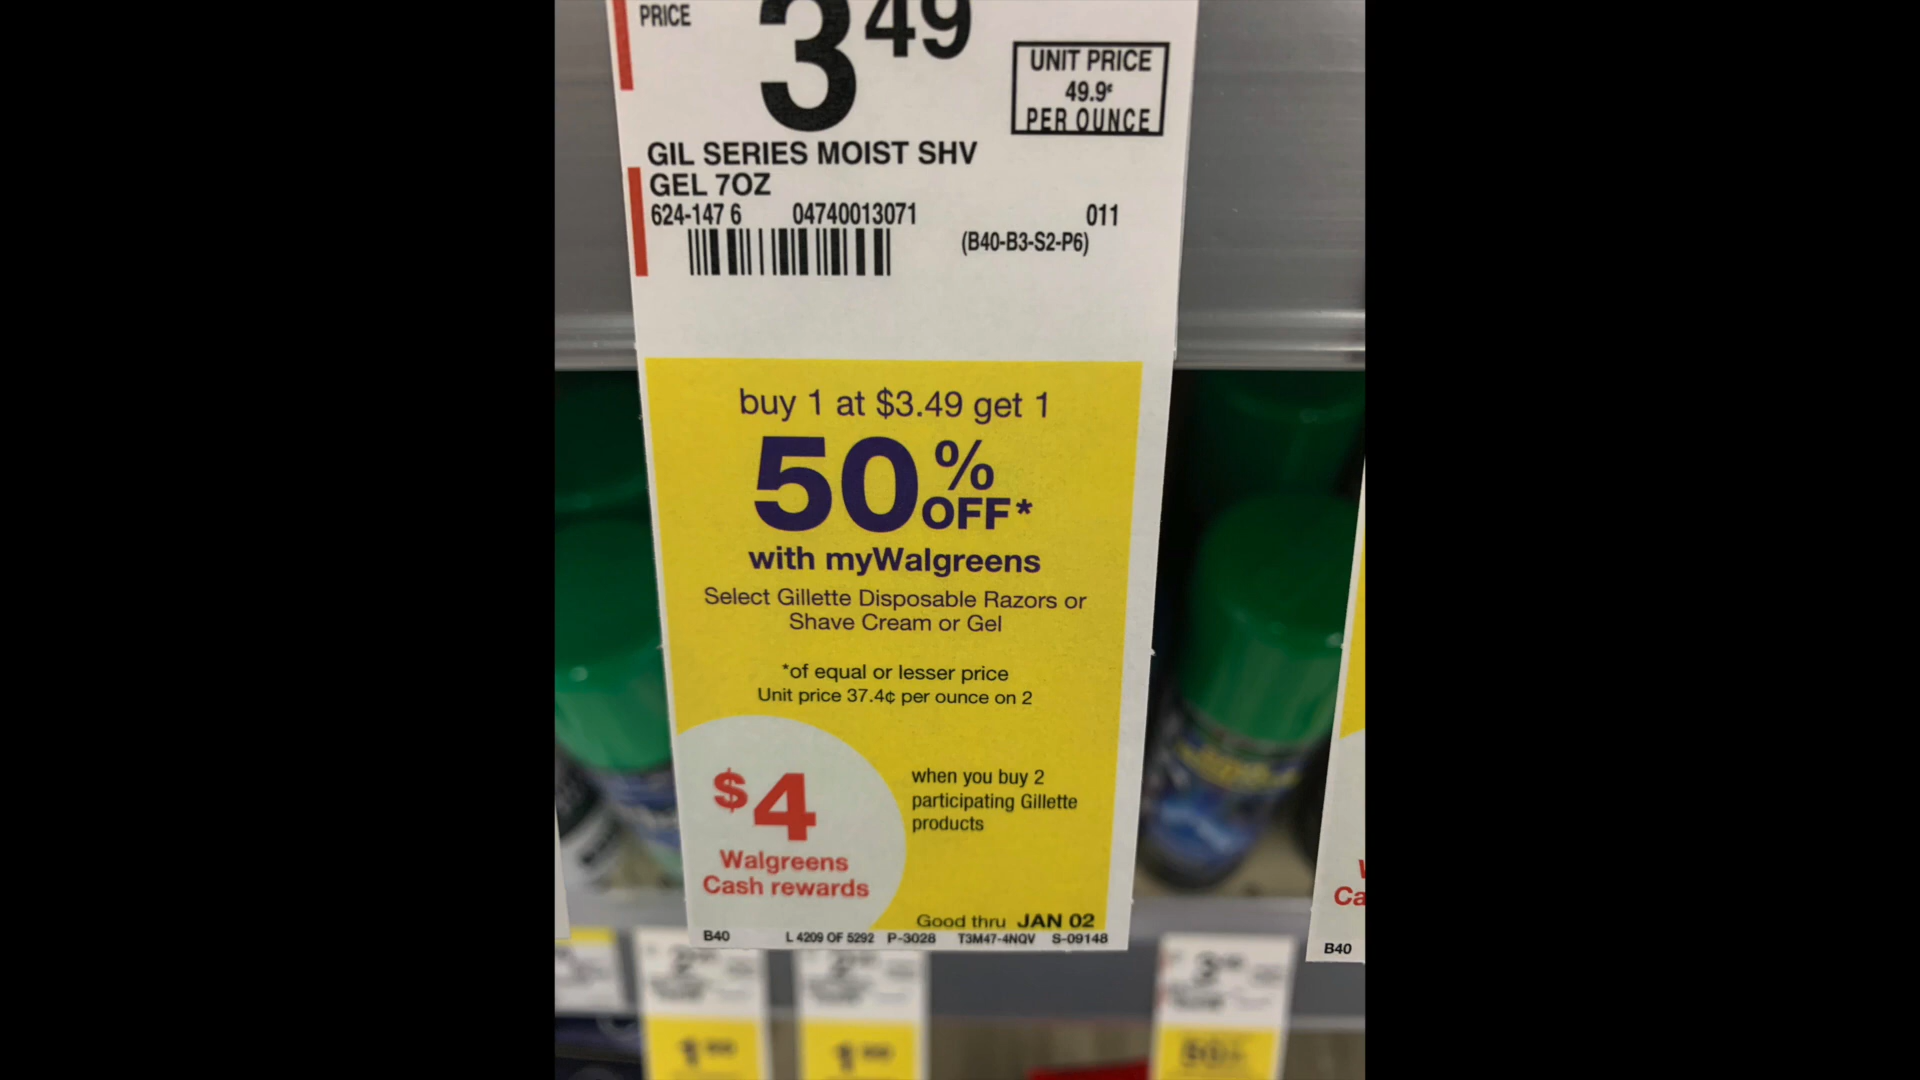 PRICE
3 49
UNIT PRICE
49.9¢
PER OUNCE
GIL SERIES MOIST SHV
GEL 7OZ
624-147 6 04740013071 011
(B40-B3-S2-P6)
buy 1 at $3.49 get 1
50% OFF*
with myWalgreens
Select Gillette Disposable Razors or
Shave Cream or Gel
*of equal or lesser price
Unit price 37.4¢ per ounce on 2
$4
Walgreens
Cash rewards
when you buy 2
participating Gillette
products
Good thru JAN 02
B40 L 4209 OF 5292 P-3028 T3M47-4NQV S-09148
Ca
B40